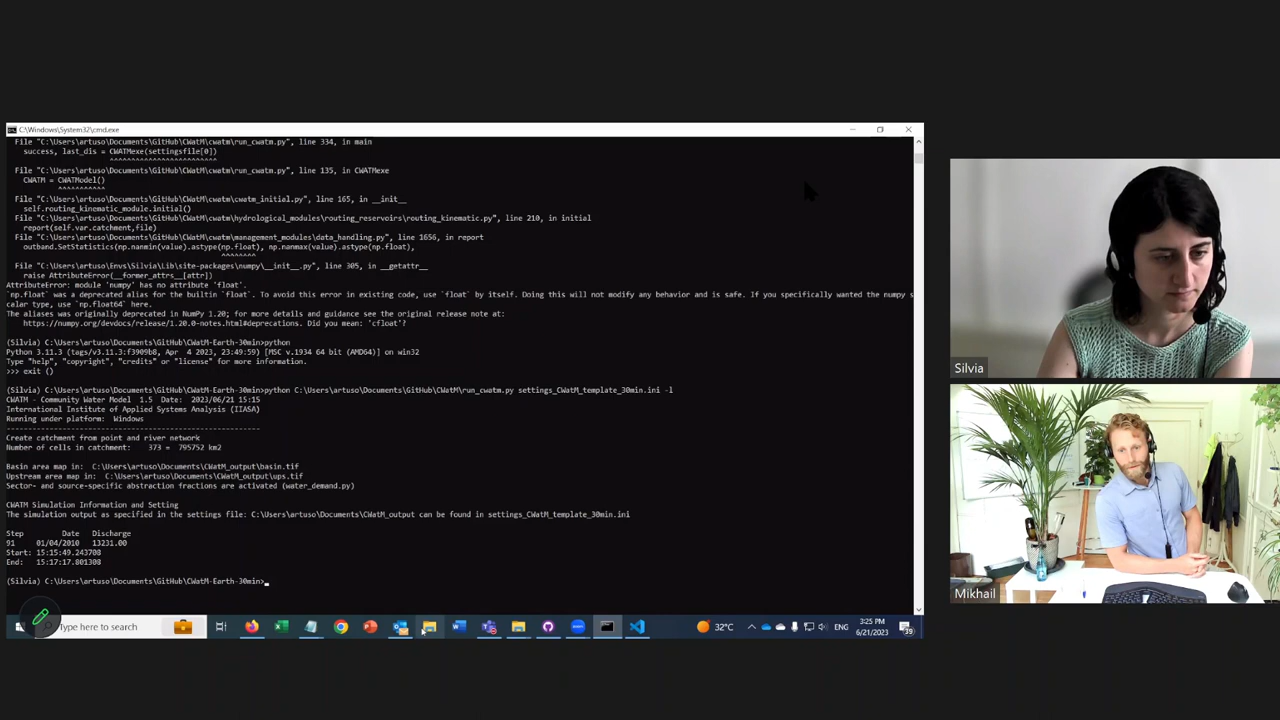 C:\Windows\System32\cmd.exe
File "C:\Users\artuso\Documents\GitHub\CWatM\cwatm\run_cwatm.py", line 334, in main
success, last_dis = CWATMexe(settingsfile[0])
^^^^^^^^^^^^^^^^^^^^^^^^^
File "C:\Users\artuso\Documents\GitHub\CWatM\cwatm\run_cwatm.py", line 135, in CWATMexe
CWATM = CWATModel()
^^^^^^^^^^^
File "C:\Users\artuso\Documents\GitHub\CWatM\cwatm\cwatm_initial.py", line 165, in __init__
self.routing_kinematic_module.initial()
File "C:\Users\artuso\Documents\GitHub\CWatM\cwatm\hydrological_modules\routing_reservoirs\routing_kinematic.py", line 210, in initial
report(self.var.catchment,file)
File "C:\Users\artuso\Documents\GitHub\CWatM\cwatm\management_modules\data_handling.py", line 1656, in report
outband.SetStatistics(np.nanmin(value).astype(np.float), np.nanmax(value).astype(np.float),
^^^^^^^^
File "C:\Users\artuso\Envs\Silvia\Lib\site-packages\numpy\__init__.py", line 305, in __getattr__
raise AttributeError(__former_attrs__[attr])
AttributeError: module 'numpy' has no attribute 'float'.
`np.float` was a deprecated alias for the builtin `float`. To avoid this error in existing code, use `float` by itself. Doing this will not modify any behavior and is safe. If you specifically wanted the numpy s
calar type, use `np.float64` here.
The aliases was originally deprecated in NumPy 1.20; for more details and guidance see the original release note at:
https://numpy.org/devdocs/release/1.20.0-notes.html#deprecations. Did you mean: 'cfloat'?
(Silvia) C:\Users\artuso\Documents\GitHub\CWatM-Earth-30min>python
Python 3.11.3 (tags/v3.11.3:f3909b8, Apr 4 2023, 23:49:59) [MSC v.1934 64 bit (AMD64)] on win32
Type "help", "copyright", "credits" or "license" for more information.
>>> exit ()
(Silvia) C:\Users\artuso\Documents\GitHub\CWatM-Earth-30min>python C:\Users\artuso\Documents\GitHub\CWatM\run_cwatm.py settings_CWatM_template_30min.ini -l
CWATM - Community Water Model 1.5 Date: 2023/06/21 15:15
International Institute of Applied Systems Analysis (IIASA)
Running under platform: Windows
-----------------------------------------------------------
Create catchment from point and river network
Number of cells in catchment: 373 = 795752 km2
Basin area map in: C:\Users\artuso\Documents\CWatM_output\basin.tif
Upstream area map in: C:\Users\artuso\Documents\CWatM_output\ups.tif
Sector- and source-specific abstraction fractions are activated (water_demand.py)
CWATM Simulation Information and Setting
The simulation output as specified in the settings file: C:\Users\artuso\Documents\CWatM_output can be found in settings_CWatM_template_30min.ini
Step Date Discharge
91 01/04/2010 13231.00
Start: 15:15:49.243708
End: 15:17:17.801308
(Silvia) C:\Users\artuso\Documents\GitHub\CWatM-Earth-30min>
Type here to search
32°C
ENG
3:25 PM
6/21/2023
39
Silvia
Mikhail